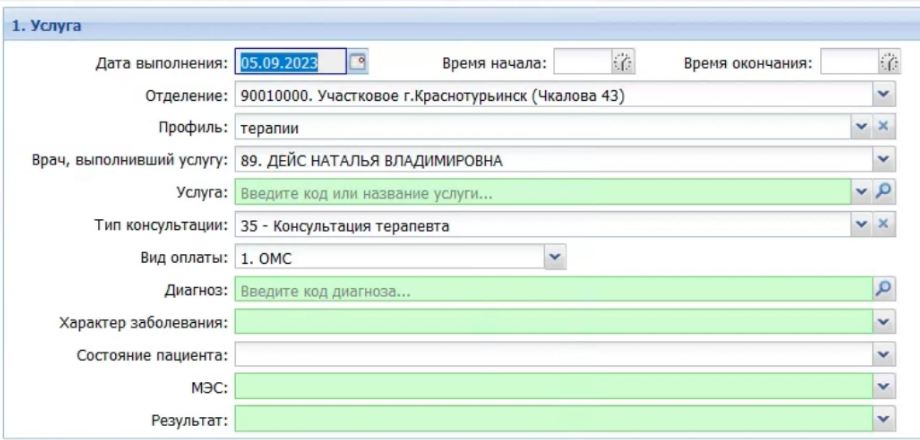 1. Услуга
Дата выполнения: 05.09.2023 Время начала: Время окончания:
Отделение: 90010000. Участковое г.Краснотурьинск (Чкалова 43)
Профиль: терапии
Врач, выполнивший услугу: 89. ДЕЙС НАТАЛЬЯ ВЛАДИМИРОВНА
Услуга: Введите код или название услуги...
Тип консультации: 35 - Консультация терапевта
Вид оплаты: 1. ОМС
Диагноз: Введите код диагноза...
Характер заболевания:
Состояние пациента:
МЭС:
Результат: